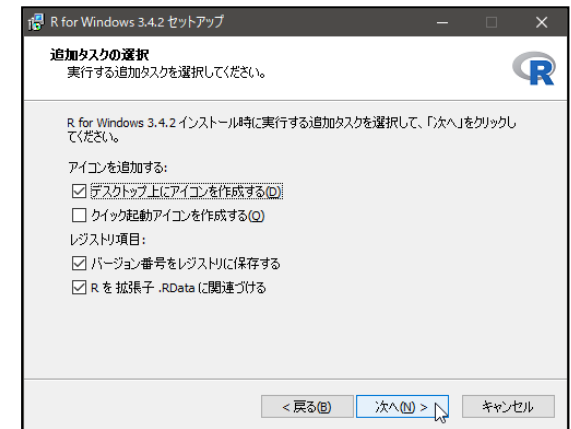 R for Windows 3.4.2 セットアップ
追加タスクの選択
実行する追加タスクを選択してください。
R
R for Windows 3.4.2 インストール時に実行する追加タスクを選択して、「次へ」をクリックし
てください。
アイコンを追加する:
デスクトップ上にアイコンを作成する(D)
クイック起動アイコンを作成する(Q)
レジストリ項目:
バージョン番号をレジストリに保存する
R を 拡張子 .RData に関連づける
< 戻る(B) 次へ(N) > キャンセル